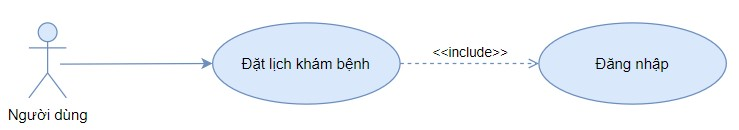 <<include>>
Đặt lịch khám bệnh
Đăng nhập
Người dùng